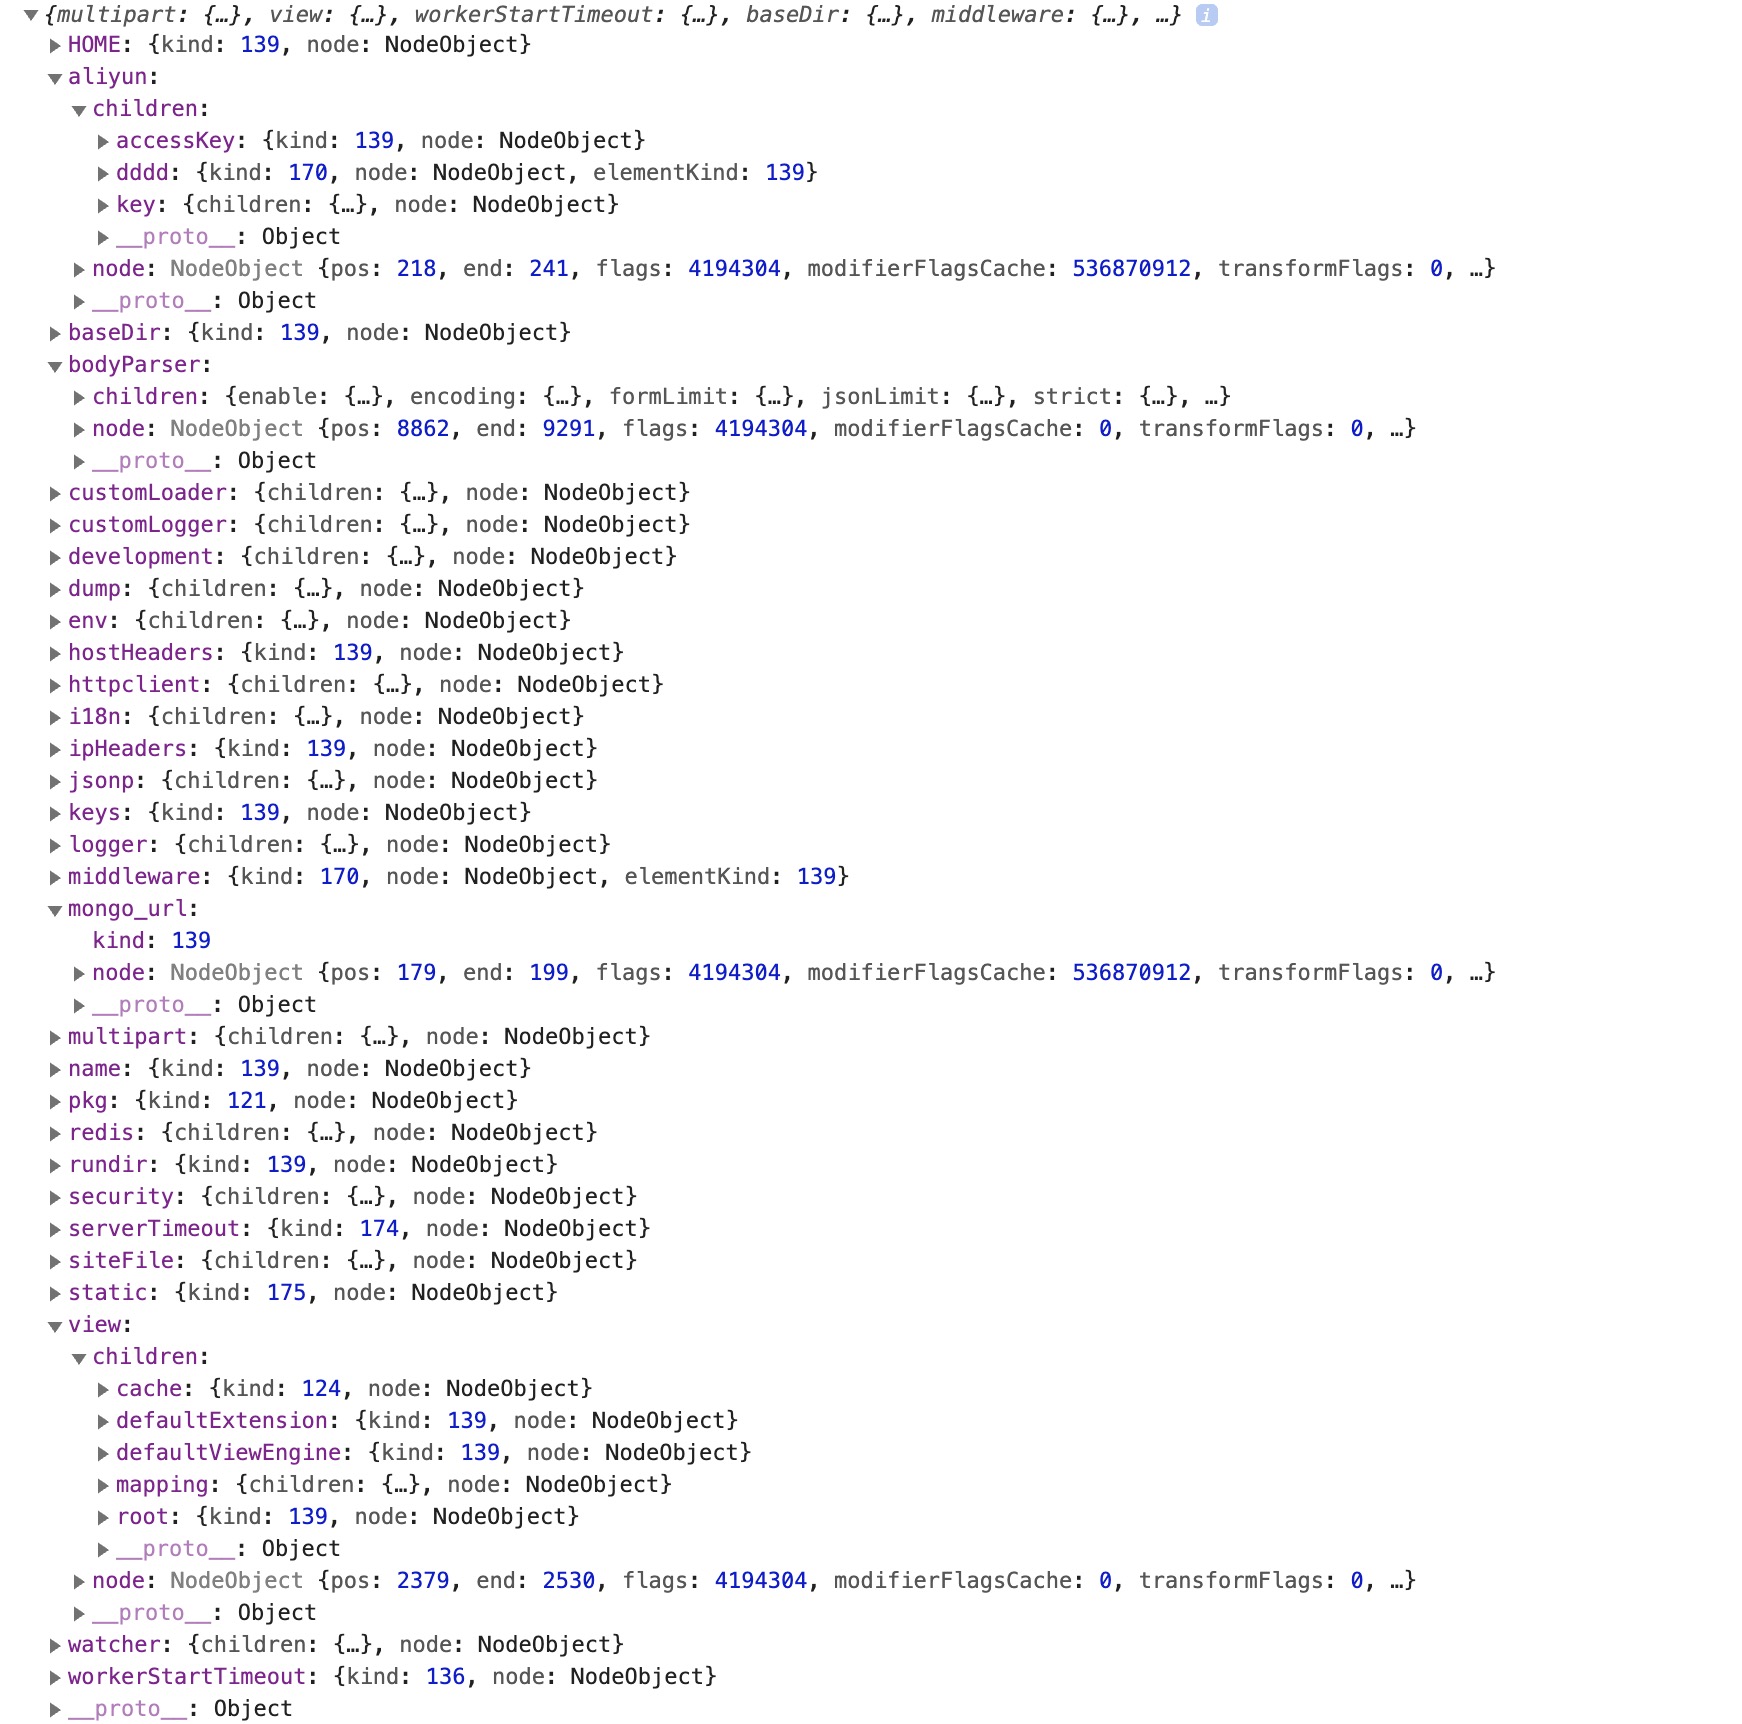 ▼{multipart: {…}, view: {…}, workerStartTimeout: {…}, baseDir: {…}, middleware: {…}, …} i
▶HOME: {kind: 139, node: NodeObject}
▼aliyun:
▼children:
▶accessKey: {kind: 139, node: NodeObject}
▶dddd: {kind: 170, node: NodeObject, elementKind: 139}
▶key: {children: {…}, node: NodeObject}
▶__proto__: Object
▶node: NodeObject {pos: 218, end: 241, flags: 4194304, modifierFlagsCache: 536870912, transformFlags: 0, …}
▶__proto__: Object
▶baseDir: {kind: 139, node: NodeObject}
▼bodyParser:
▶children: {enable: {…}, encoding: {…}, formLimit: {…}, jsonLimit: {…}, strict: {…}, …}
▶node: NodeObject {pos: 8862, end: 9291, flags: 4194304, modifierFlagsCache: 0, transformFlags: 0, …}
▶__proto__: Object
▶customLoader: {children: {…}, node: NodeObject}
▶customLogger: {children: {…}, node: NodeObject}
▶development: {children: {…}, node: NodeObject}
▶dump: {children: {…}, node: NodeObject}
▶env: {children: {…}, node: NodeObject}
▶hostHeaders: {kind: 139, node: NodeObject}
▶httpclient: {children: {…}, node: NodeObject}
▶i18n: {children: {…}, node: NodeObject}
▶ipHeaders: {kind: 139, node: NodeObject}
▶jsonp: {children: {…}, node: NodeObject}
▶keys: {kind: 139, node: NodeObject}
▶logger: {children: {…}, node: NodeObject}
▶middleware: {kind: 170, node: NodeObject, elementKind: 139}
▼mongo_url:
kind: 139
▶node: NodeObject {pos: 179, end: 199, flags: 4194304, modifierFlagsCache: 536870912, transformFlags: 0, …}
▶__proto__: Object
▶multipart: {children: {…}, node: NodeObject}
▶name: {kind: 139, node: NodeObject}
▶pkg: {kind: 121, node: NodeObject}
▶redis: {children: {…}, node: NodeObject}
▶rundir: {kind: 139, node: NodeObject}
▶security: {children: {…}, node: NodeObject}
▶serverTimeout: {kind: 174, node: NodeObject}
▶siteFile: {children: {…}, node: NodeObject}
▶static: {kind: 175, node: NodeObject}
▼view:
▼children:
▶cache: {kind: 124, node: NodeObject}
▶defaultExtension: {kind: 139, node: NodeObject}
▶defaultViewEngine: {kind: 139, node: NodeObject}
▶mapping: {children: {…}, node: NodeObject}
▶root: {kind: 139, node: NodeObject}
▶__proto__: Object
▶node: NodeObject {pos: 2379, end: 2530, flags: 4194304, modifierFlagsCache: 0, transformFlags: 0, …}
▶__proto__: Object
▶watcher: {children: {…}, node: NodeObject}
▶workerStartTimeout: {kind: 136, node: NodeObject}
▶__proto__: Object